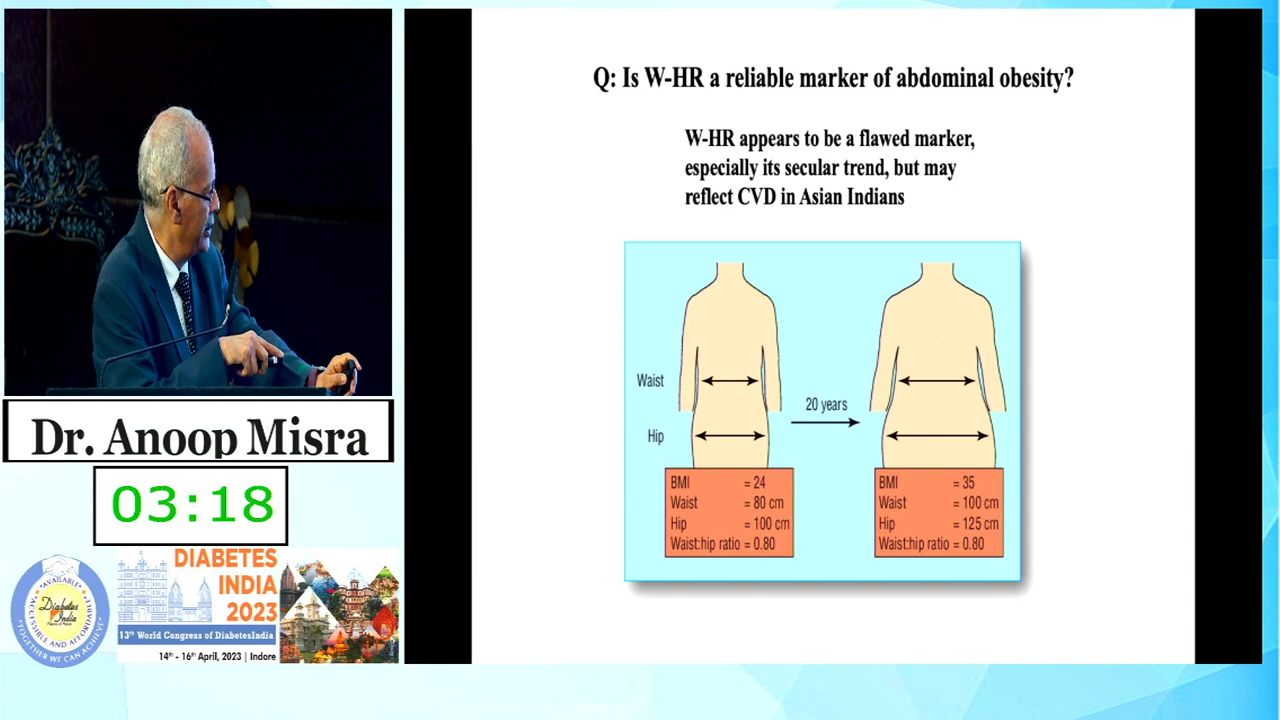 Q: Is W-HR a reliable marker of abdominal obesity?
W-HR appears to be a flawed marker,
especially its secular trend, but may
reflect CVD in Asian Indians
Waist
Hip
20 years
BMI = 24
Waist = 80 cm
Hip = 100 cm
Waist:hip ratio = 0.80
BMI = 35
Waist = 100 cm
Hip = 125 cm
Waist:hip ratio = 0.80
Dr. Anoop Misra
03:18
AVAILABLE
ACCESSIBLE AND AFFORDABLE
TOGETHER WE CAN ACHIEVE
Diabetes
India
DIABETES
INDIA
2023
13th World Congress of DiabetesIndia
14th - 16th April, 2023 | Indore